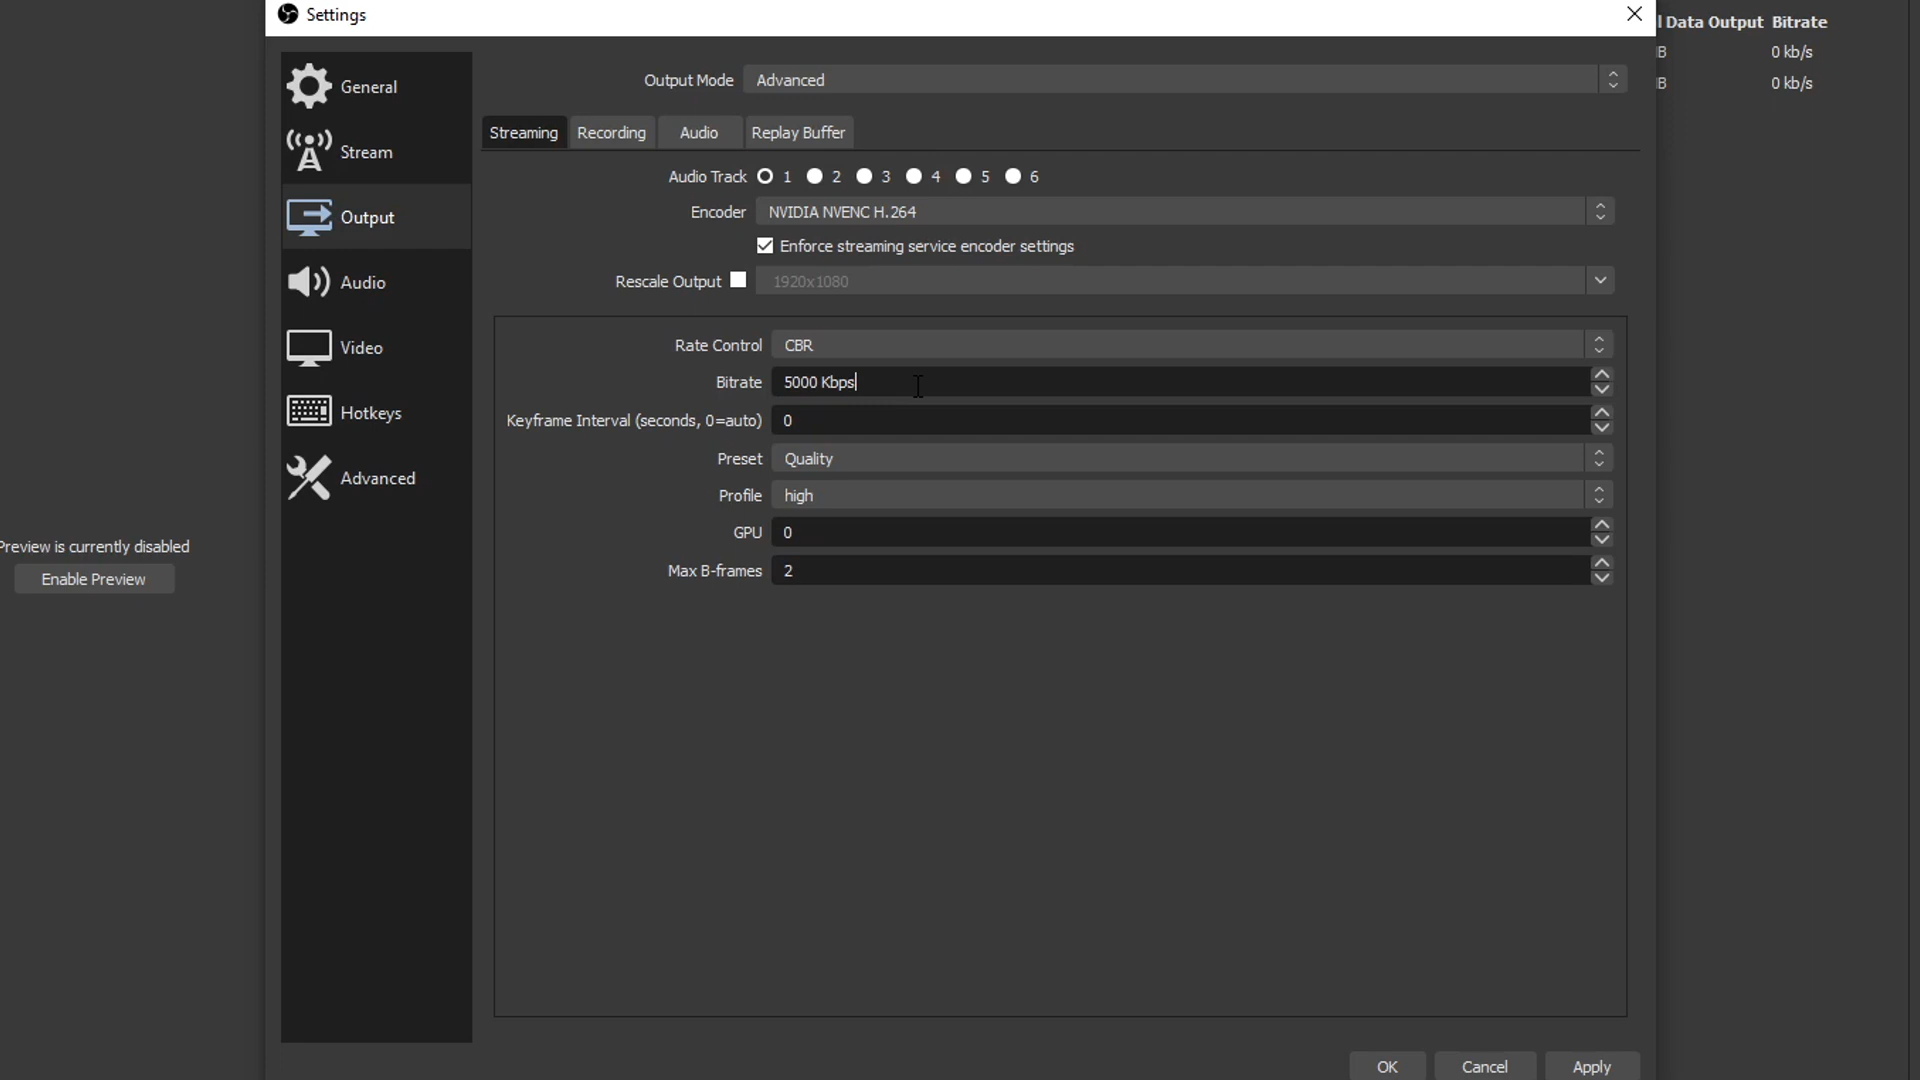 Settings
l Data Output Bitrate
IB 0 kb/s
IB 0 kb/s
General
Stream
Output
Audio
Video
Hotkeys
Advanced
Output Mode Advanced
Streaming Recording Audio Replay Buffer
Audio Track 1 2 3 4 5 6
Encoder NVIDIA NVENC H.264
Enforce streaming service encoder settings
Rescale Output 1920x1080
Rate Control CBR
Bitrate 5000 Kbps
Keyframe Interval (seconds, 0=auto) 0
Preset Quality
Profile high
GPU 0
Max B-frames 2
Preview is currently disabled
Enable Preview
OK Cancel Apply